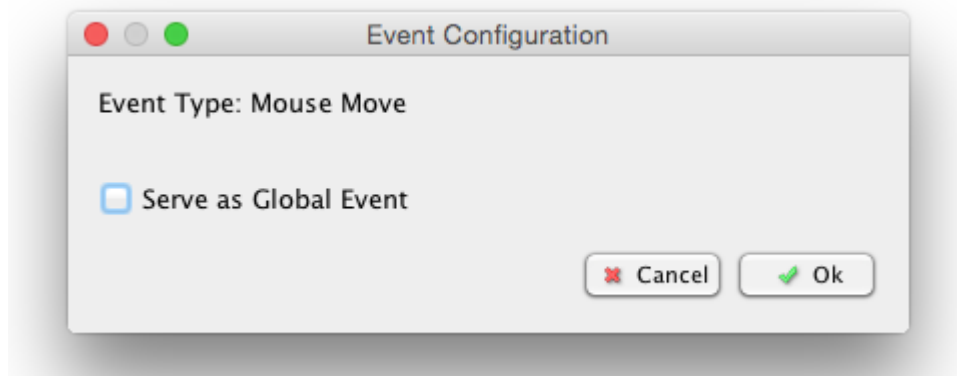 Event Configuration
Event Type: Mouse Move
Serve as Global Event
Cancel
Ok